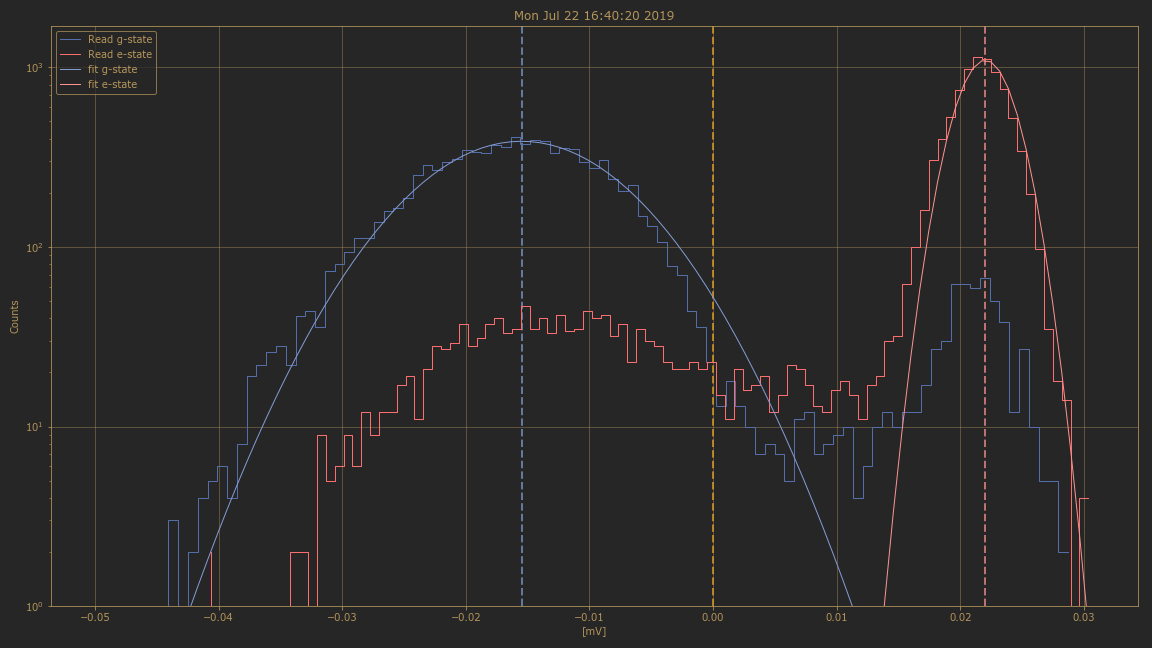 Mon Jul 22 16:40:20 2019
Read g-state
Read e-state
fit g-state
fit e-state
10³
10²
10¹
10⁰
Counts
−0.05 −0.04 −0.03 −0.02 −0.01 0.00 0.01 0.02 0.03
[mV]